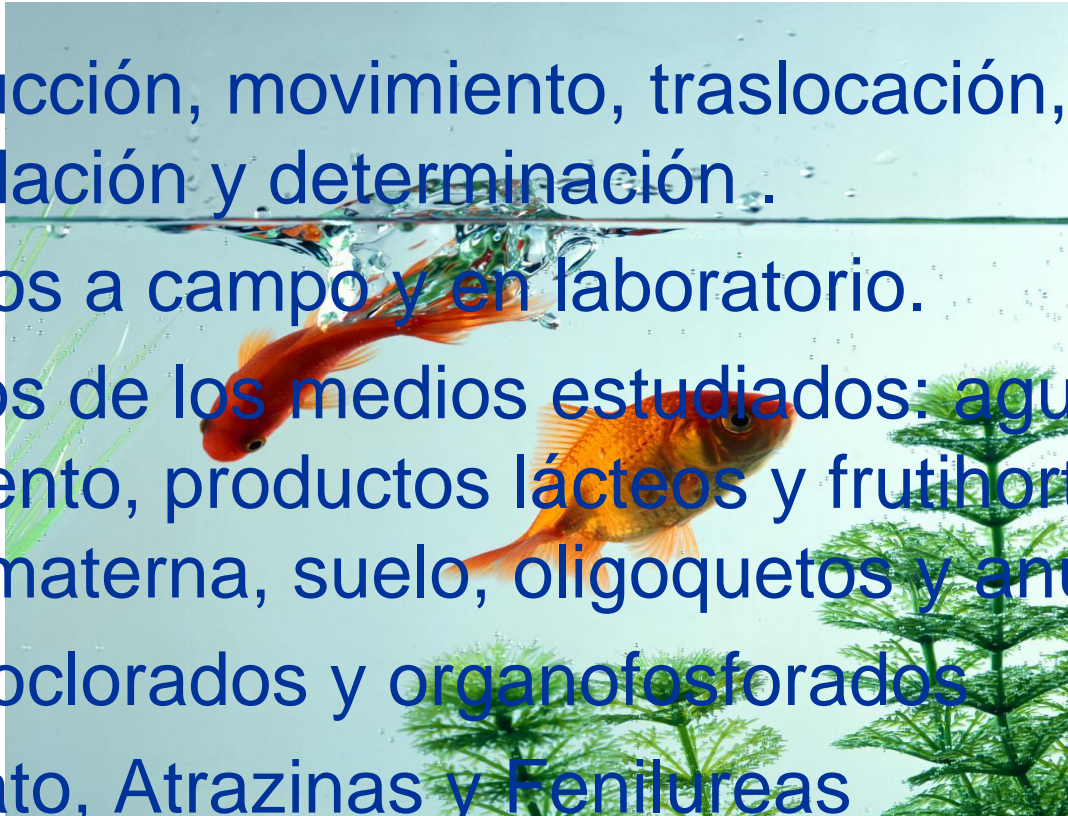 ucción, movimiento, traslocación,
lación y determinación .
os a campo y en laboratorio.
os de los medios estudiados: agu
ento, productos lácteos y frutihort
materna, suelo, oligoquetos y anu
oclorados y organofosforados
ato, Atrazinas y Fenilureas